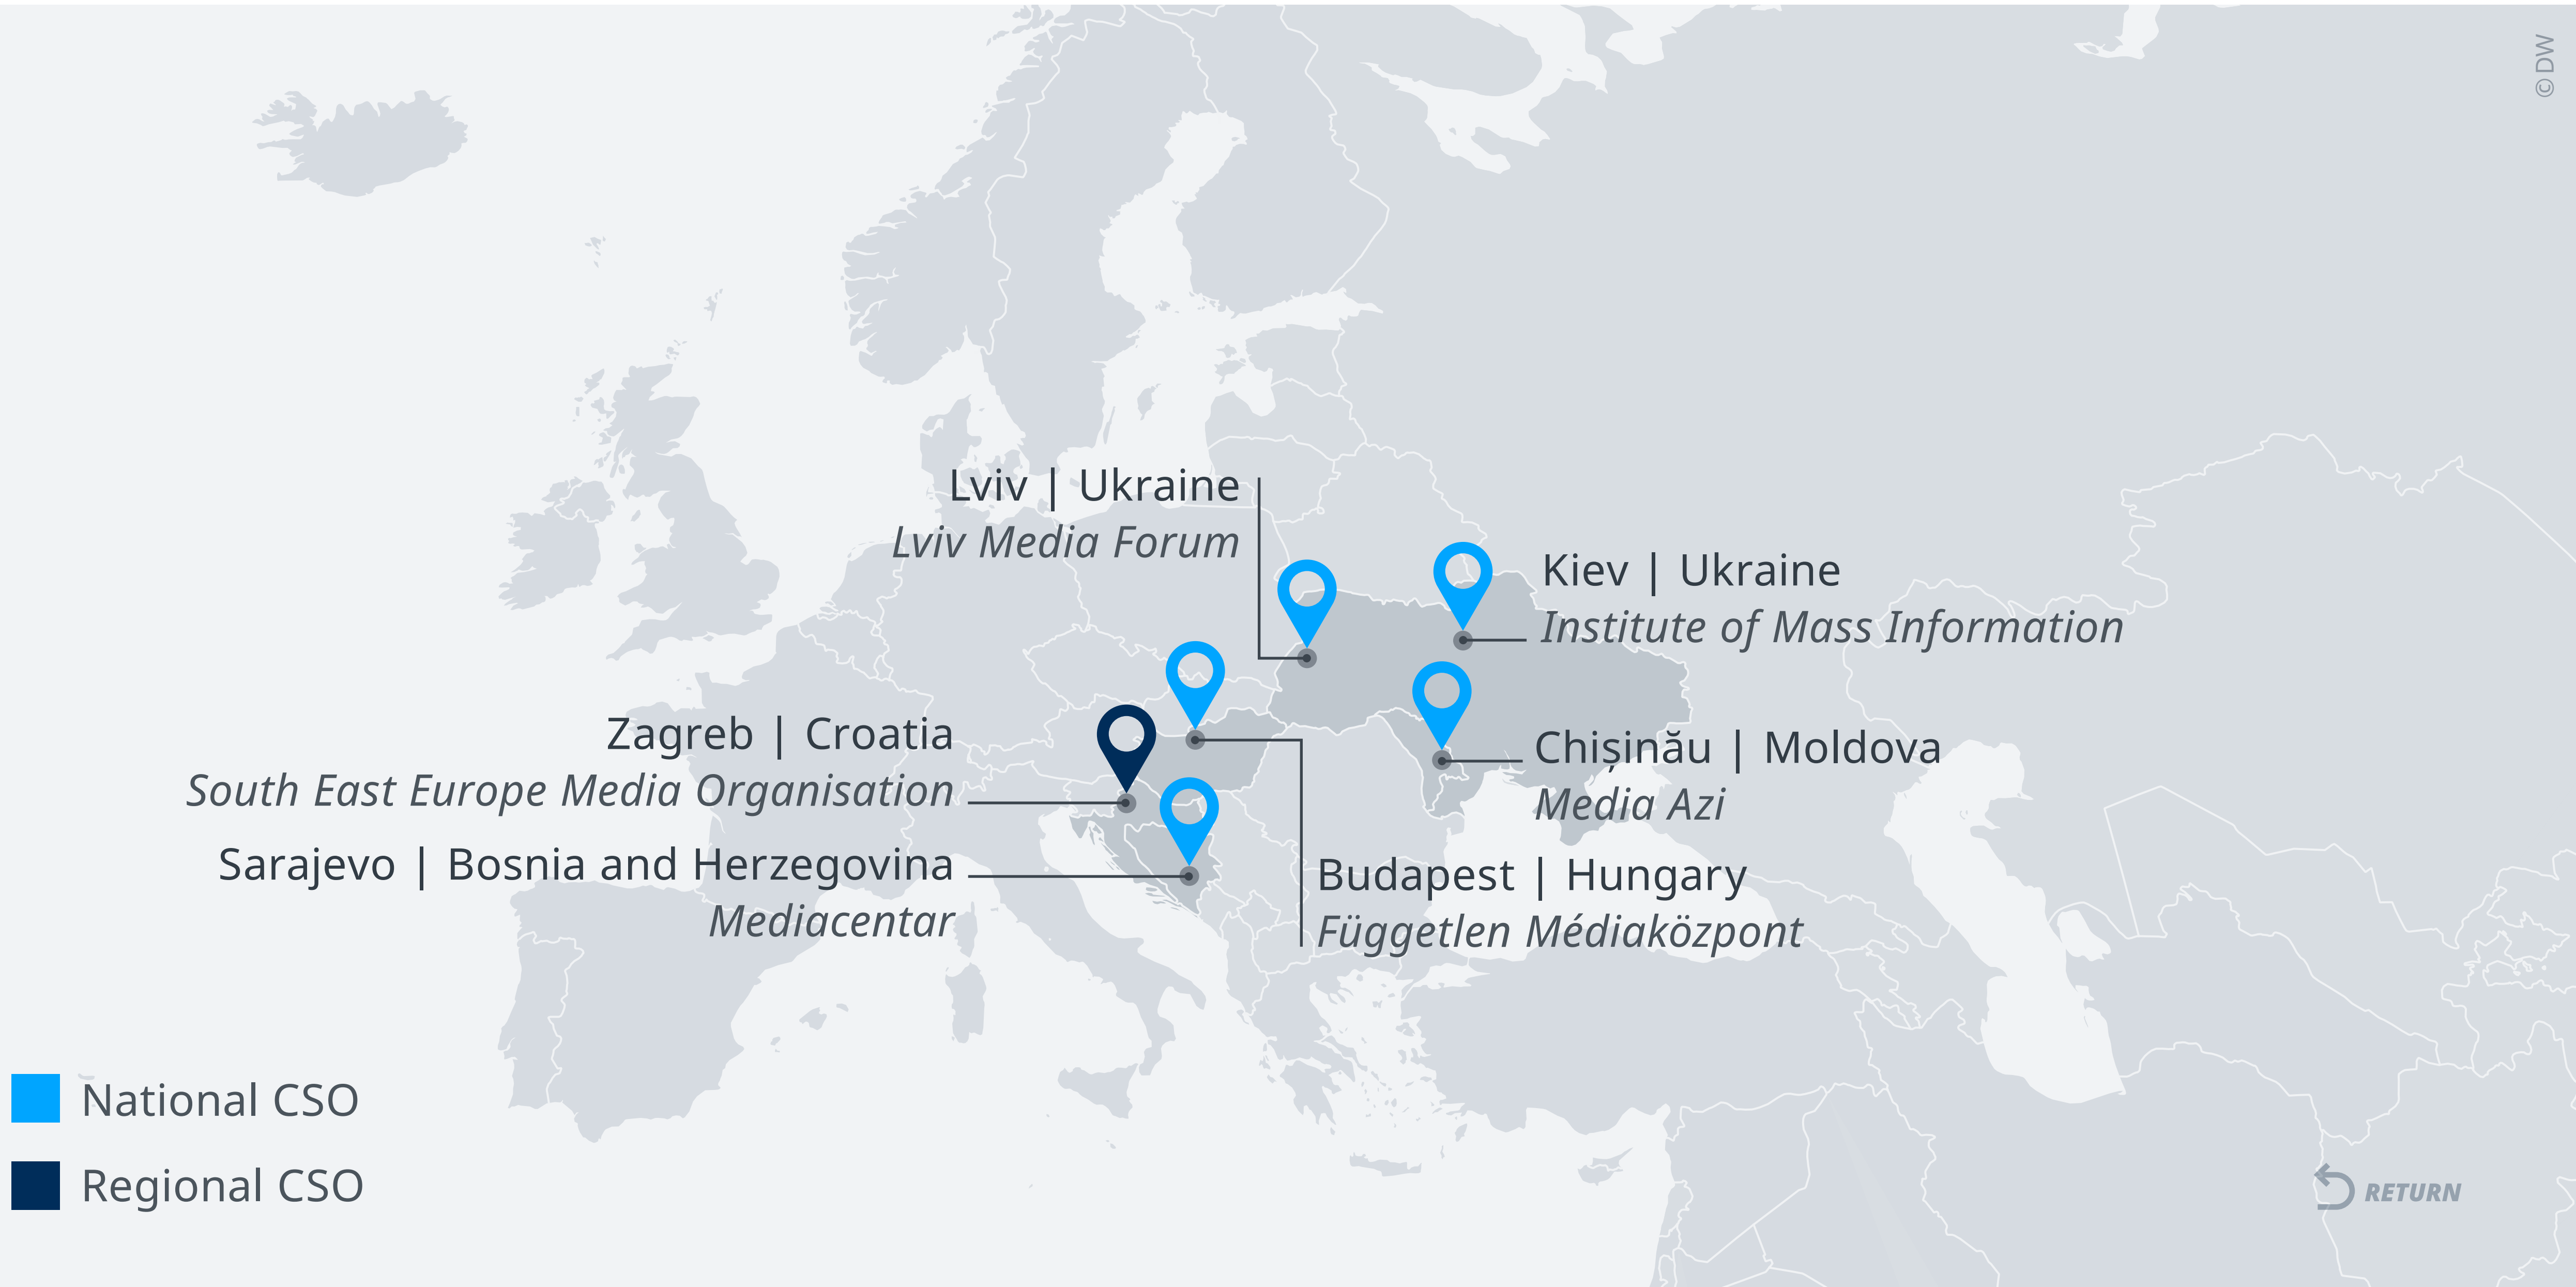 © DW
Lviv | Ukraine
Lviv Media Forum
Kiev | Ukraine
Institute of Mass Information
Zagreb | Croatia
South East Europe Media Organisation
Chișinău | Moldova
Media Azi
Sarajevo | Bosnia and Herzegovina
Mediacentar
Budapest | Hungary
Független Médiaközpont
National CSO
Regional CSO
RETURN